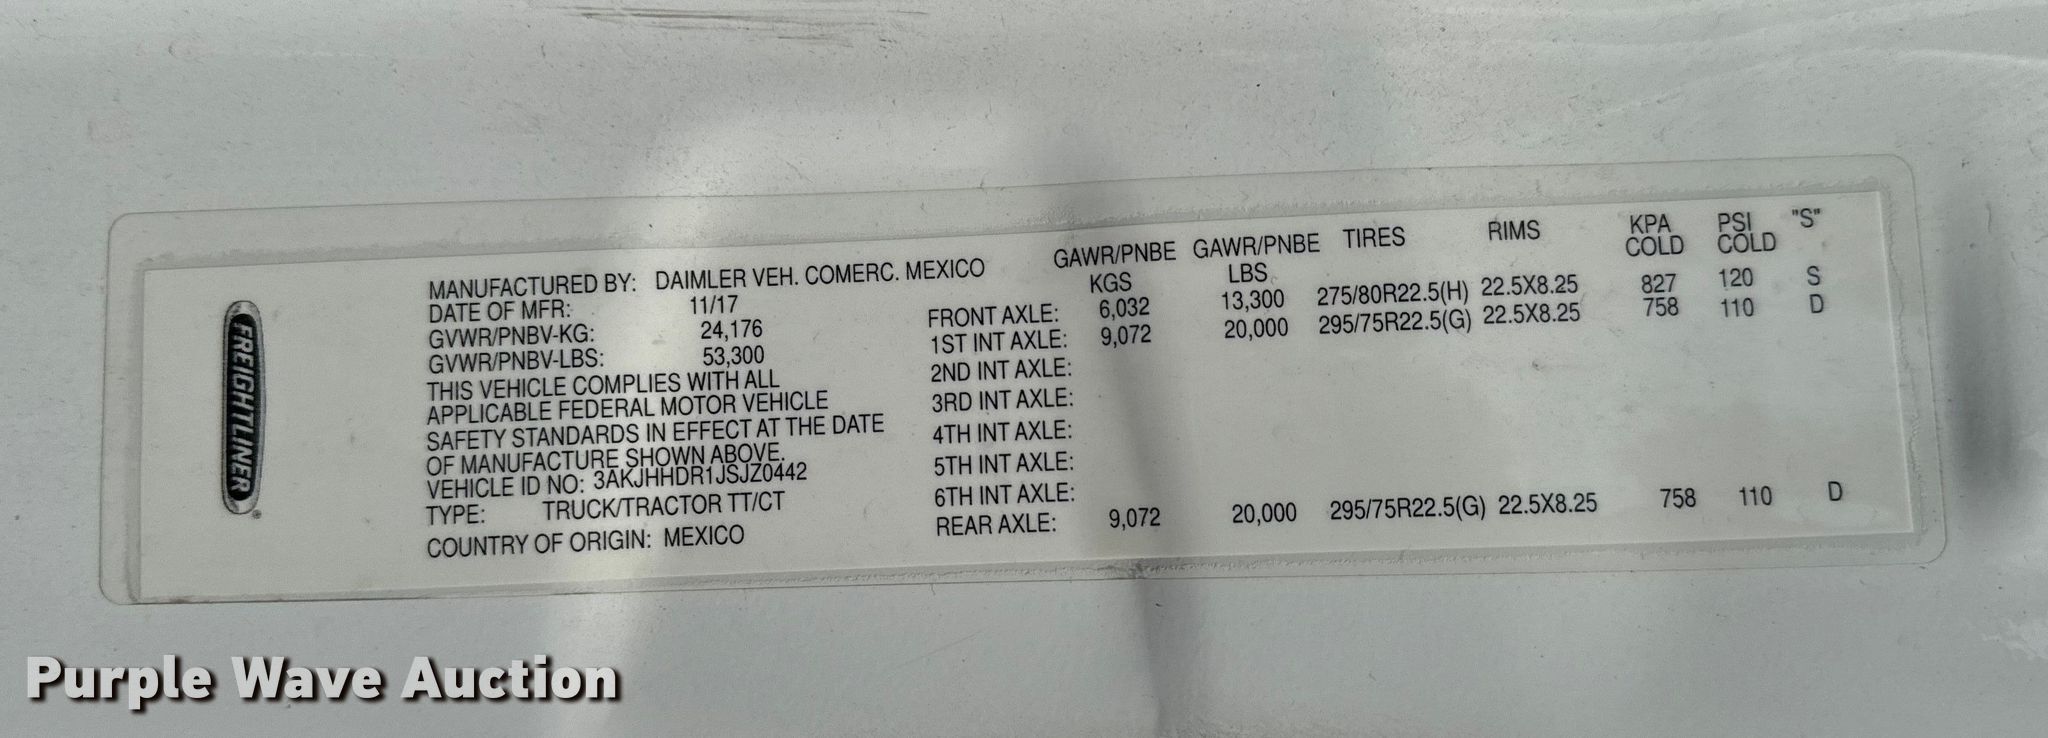 FREIGHTLINER
MANUFACTURED BY: DAIMLER VEH. COMERC. MEXICO
DATE OF MFR: 11/17
GVWR/PNBV-KG: 24,176
GVWR/PNBV-LBS: 53,300
THIS VEHICLE COMPLIES WITH ALL
APPLICABLE FEDERAL MOTOR VEHICLE
SAFETY STANDARDS IN EFFECT AT THE DATE
OF MANUFACTURE SHOWN ABOVE.
VEHICLE ID NO: 3AKJHHDR1JSJZ0442
TYPE: TRUCK/TRACTOR TT/CT
COUNTRY OF ORIGIN: MEXICO
GAWR/PNBE KGS GAWR/PNBE LBS TIRES RIMS KPA COLD PSI COLD "S"
FRONT AXLE: 6,032 13,300 275/80R22.5(H) 22.5X8.25 827 120 S
1ST INT AXLE: 9,072 20,000 295/75R22.5(G) 22.5X8.25 758 110 D
2ND INT AXLE:
3RD INT AXLE:
4TH INT AXLE:
5TH INT AXLE:
6TH INT AXLE:
REAR AXLE: 9,072 20,000 295/75R22.5(G) 22.5X8.25 758 110 D
Purple Wave Auction